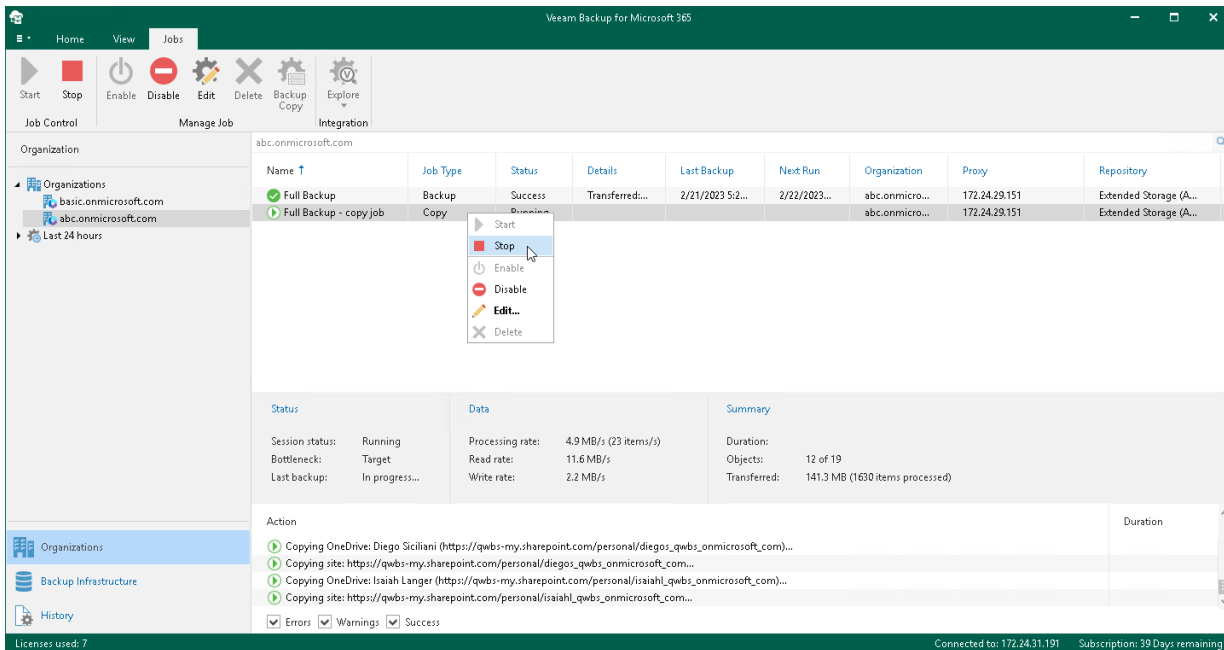 Veeam Backup for Microsoft 365
Home View Jobs
Start Stop Enable Disable Edit Delete Backup Copy Explore
Job Control Manage Job Integration
Organization
Organizations
basic.onmicrosoft.com
abc.onmicrosoft.com
Last 24 hours
abc.onmicrosoft.com
Name ↑ Job Type Status Details Last Backup Next Run Organization Proxy Repository
Full Backup Backup Success Transferred:... 2/21/2023 5:2... 2/22/2023... abc.onmicro... 172.24.29.151 Extended Storage (A...
Full Backup - copy job Copy Running abc.onmicro... 172.24.29.151 Extended Storage (A...
Start
Stop
Enable
Disable
Edit...
Delete
Status Data Summary
Session status: Running Processing rate: 4.9 MB/s (23 items/s) Duration:
Bottleneck: Target Read rate: 11.6 MB/s Objects: 12 of 19
Last backup: In progress... Write rate: 2.2 MB/s Transferred: 141.3 MB (1630 items processed)
Action Duration
Copying OneDrive: Diego Siciliani (https://qwbs-my.sharepoint.com/personal/diegos_qwbs_onmicrosoft_com)...
Copying site: https://qwbs-my.sharepoint.com/personal/diegos_qwbs_onmicrosoft_com...
Copying OneDrive: Isaiah Langer (https://qwbs-my.sharepoint.com/personal/isaiahl_qwbs_onmicrosoft_com)...
Copying site: https://qwbs-my.sharepoint.com/personal/isaiahl_qwbs_onmicrosoft_com...
Errors Warnings Success
Organizations
Backup Infrastructure
History
Licenses used: 7 Connected to: 172.24.31.191 Subscription: 39 Days remaining